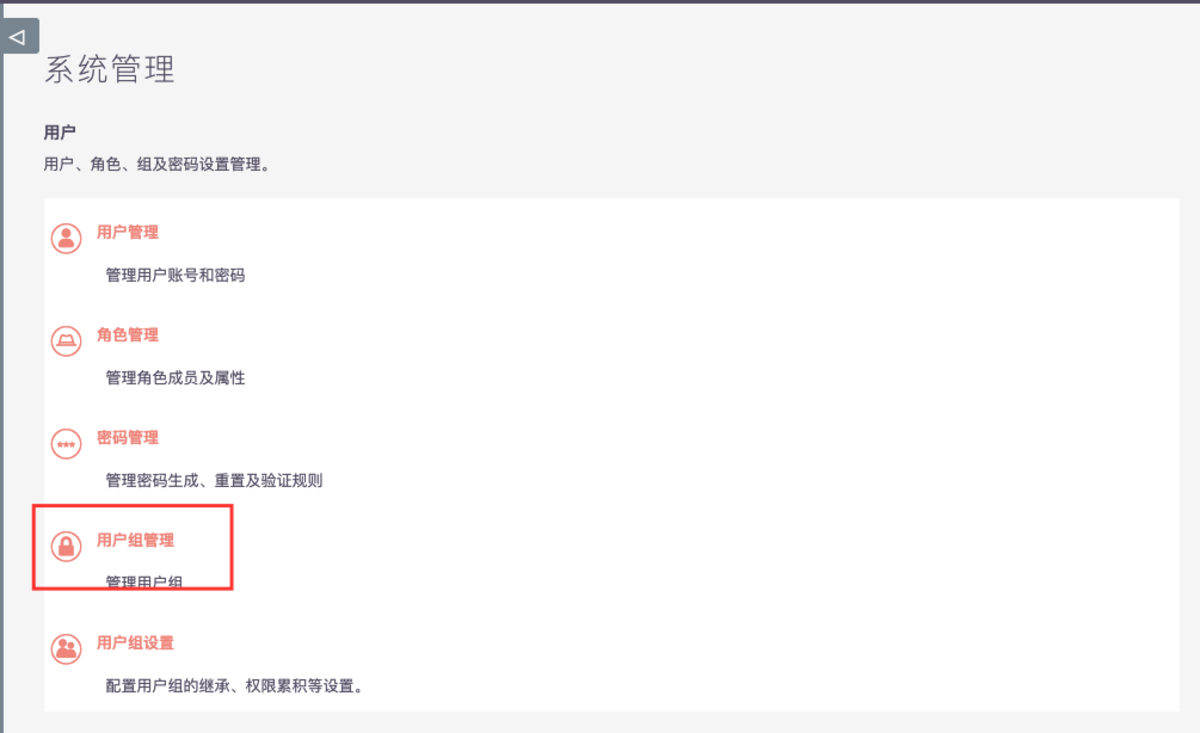 系统管理
用户
用户、角色、组及密码设置管理。
用户管理
管理用户账号和密码
角色管理
管理角色成员及属性
密码管理
管理密码生成、重置及验证规则
用户组管理
管理用户组
用户组设置
配置用户组的继承、权限累积等设置。